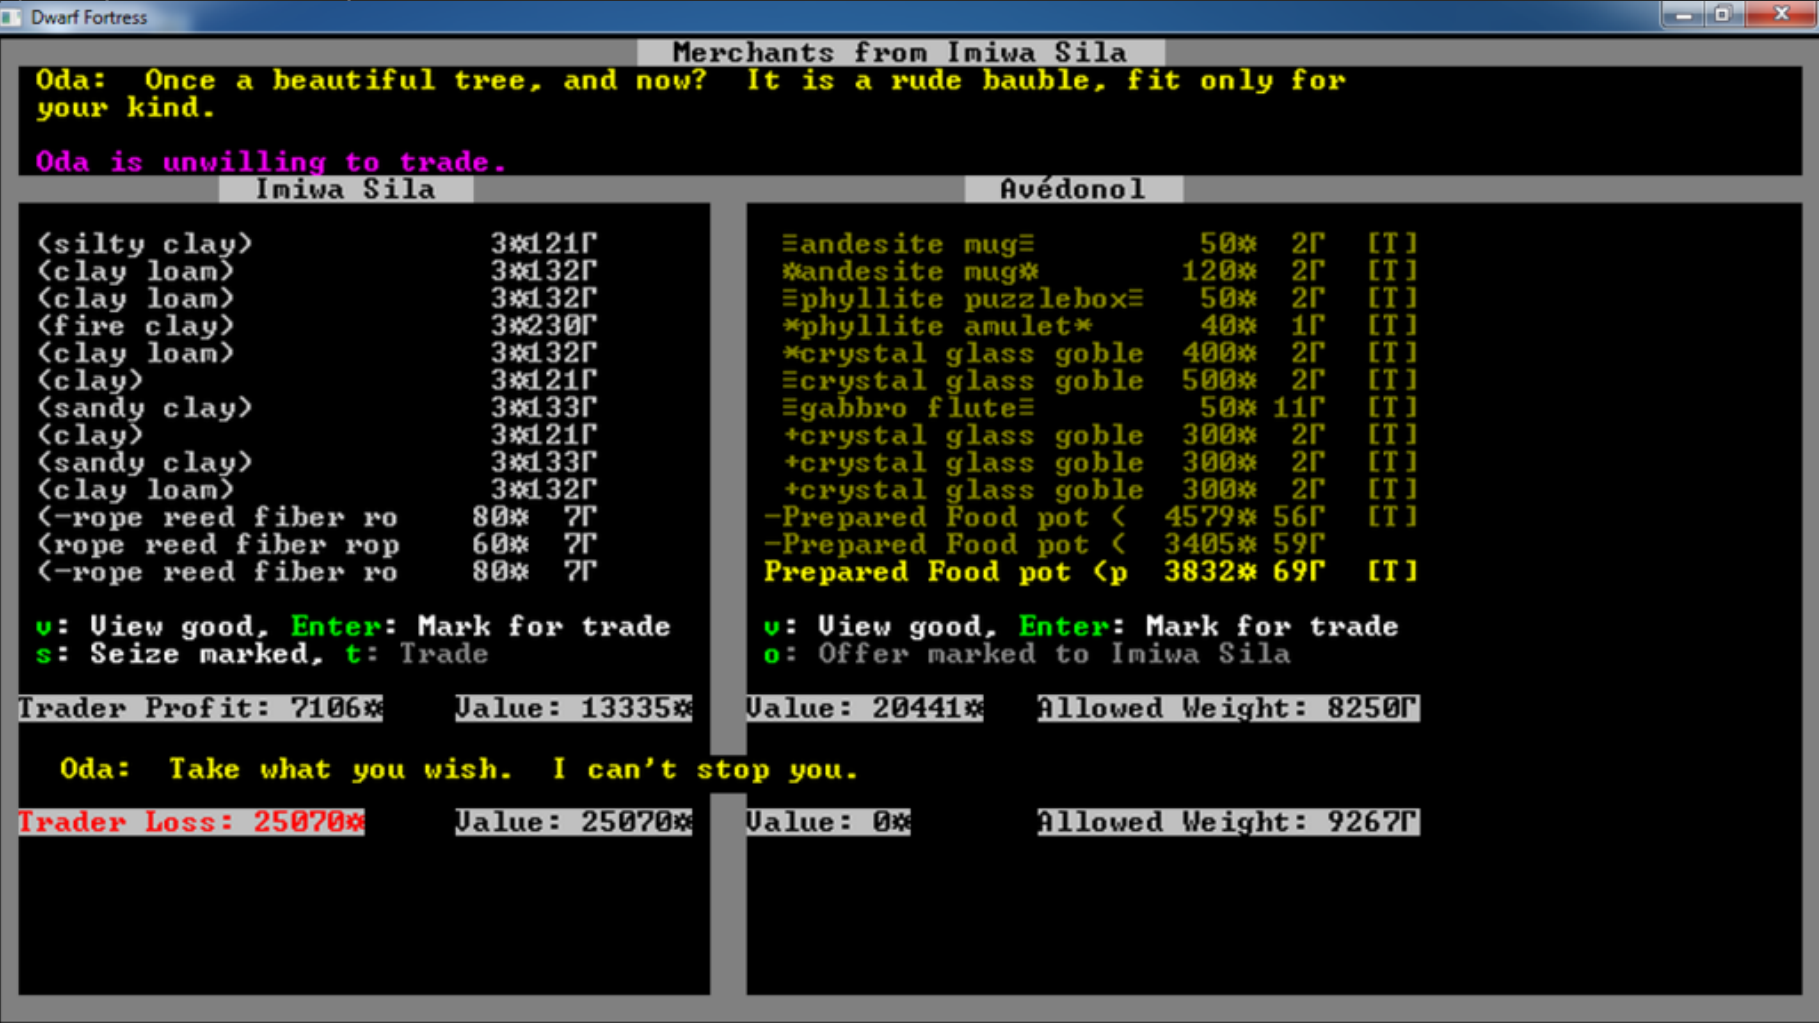 Dwarf Fortress
Merchants from Imiwa Sila
Oda:  Once a beautiful tree, and now?  It is a rude bauble, fit only for
your kind.
Oda is unwilling to trade.
Imiwa Sila
(silty clay) 3☼121Γ
(clay loam) 3☼132Γ
(clay loam) 3☼132Γ
(fire clay) 3☼230Γ
(clay loam) 3☼132Γ
(clay) 3☼121Γ
(sandy clay) 3☼133Γ
(clay) 3☼121Γ
(sandy clay) 3☼133Γ
(clay loam) 3☼132Γ
(-rope reed fiber ro 80☼ 7Γ
(rope reed fiber rop 60☼ 7Γ
(-rope reed fiber ro 80☼ 7Γ
v: View good, Enter: Mark for trade
s: Seize marked, t: Trade
Avédonol
≡andesite mug≡ 50☼ 2Γ [T]
☼andesite mug☼ 120☼ 2Γ [T]
≡phyllite puzzlebox≡ 50☼ 2Γ [T]
*phyllite amulet* 40☼ 1Γ [T]
*crystal glass goble 400☼ 2Γ [T]
≡crystal glass goble 500☼ 2Γ [T]
≡gabbro flute≡ 50☼ 11Γ [T]
+crystal glass goble 300☼ 2Γ [T]
+crystal glass goble 300☼ 2Γ [T]
+crystal glass goble 300☼ 2Γ [T]
-Prepared Food pot ( 4579☼ 56Γ [T]
-Prepared Food pot ( 3405☼ 59Γ
Prepared Food pot (p 3832☼ 69Γ [T]
v: View good, Enter: Mark for trade
o: Offer marked to Imiwa Sila
Trader Profit: 7106☼ Value: 13335☼ Value: 20441☼ Allowed Weight: 8250Γ
Oda:  Take what you wish.  I can't stop you.
Trader Loss: 25070☼ Value: 25070☼ Value: 0☼ Allowed Weight: 9267Γ